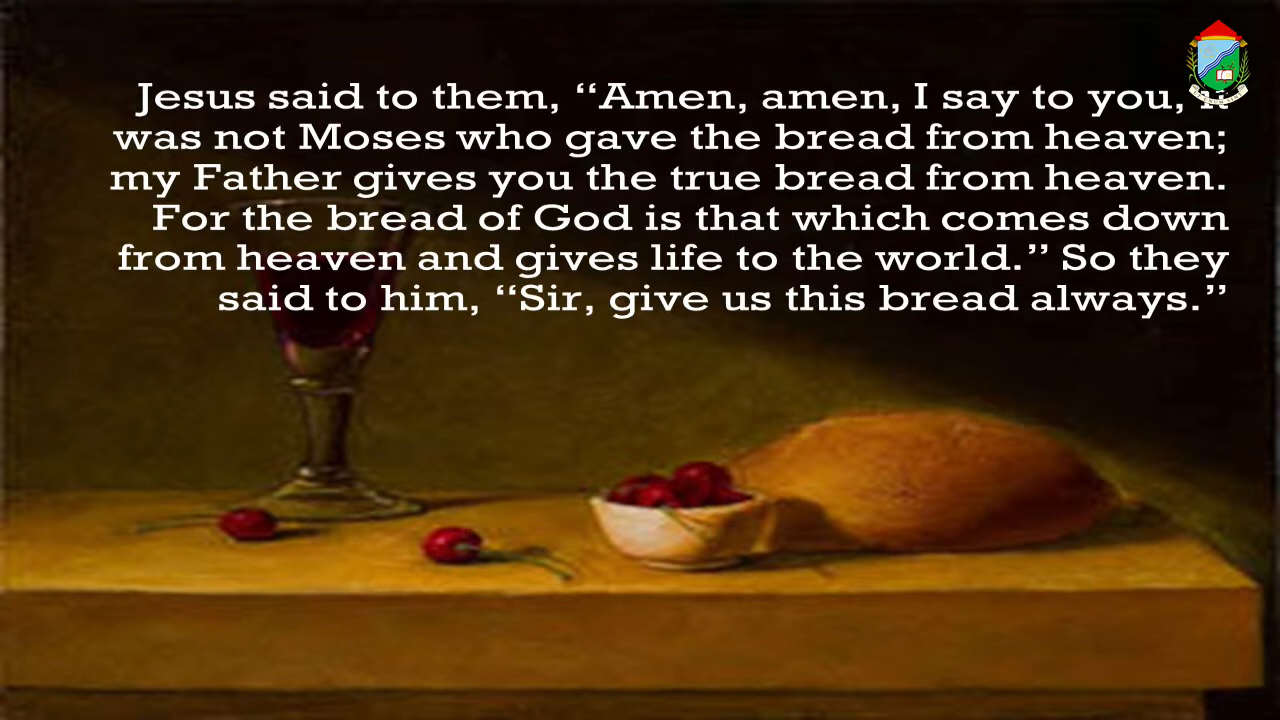 Jesus said to them, “Amen, amen, I say to you, it
was not Moses who gave the bread from heaven;
my Father gives you the true bread from heaven.
For the bread of God is that which comes down
from heaven and gives life to the world.” So they
said to him, “Sir, give us this bread always.”